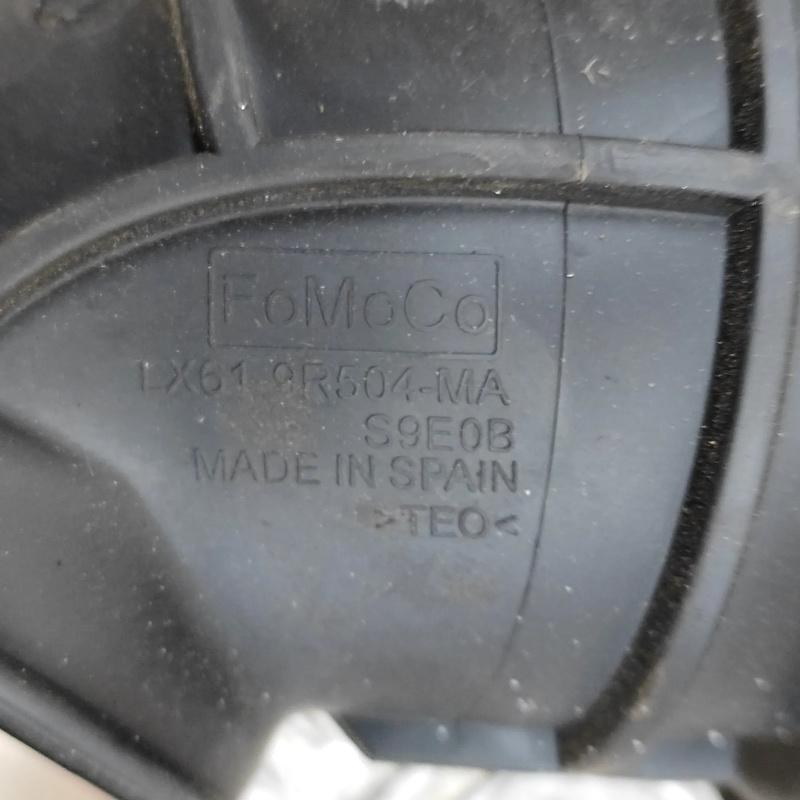 FoMoCo
LX61-9R504-MA
S9E0B
MADE IN SPAIN
>TEO<